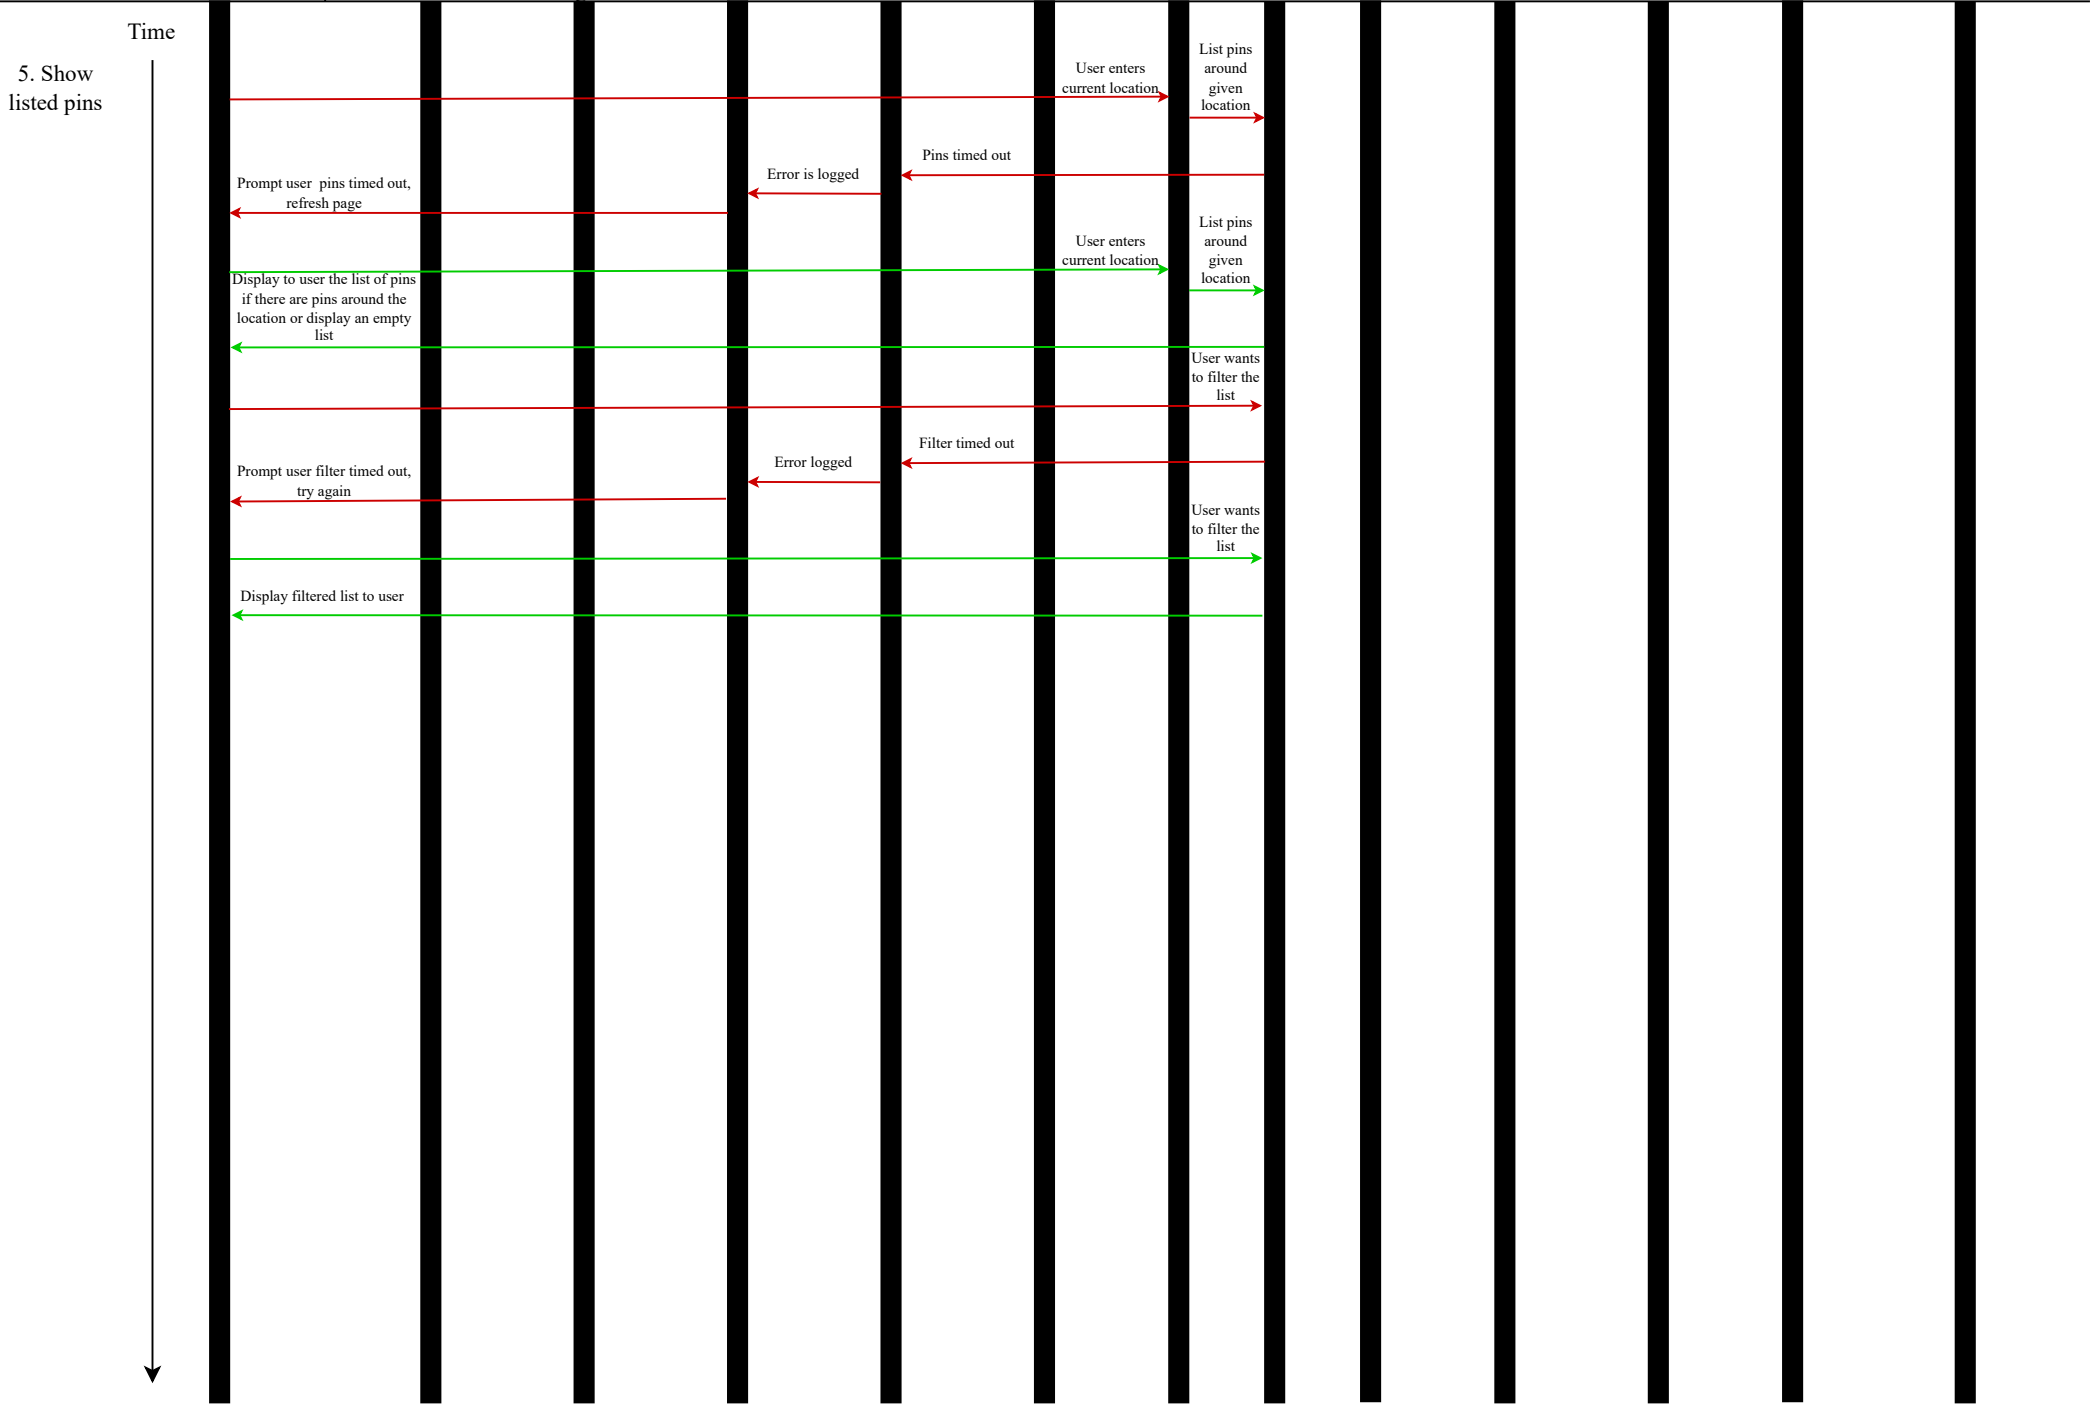 Time
5. Show
listed pins
User enters
current location
List pins
around
given
location
Pins timed out
Error is logged
Prompt user  pins timed out,
refresh page
User enters
current location
List pins
around
given
location
Display to user the list of pins
if there are pins around the
location or display an empty
list
User wants
to filter the
list
Filter timed out
Error logged
Prompt user filter timed out,
try again
User wants
to filter the
list
Display filtered list to user